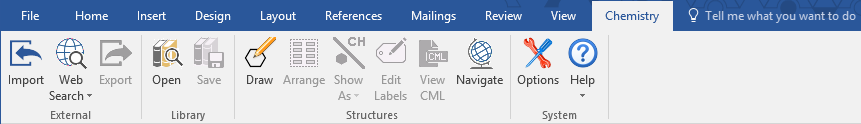 File Home Insert Design Layout References Mailings Review View Chemistry Tell me what you want to do
CH
CML
Import Web Search Export Open Save Draw Arrange Show As Edit Labels View CML Navigate Options Help
External Library Structures System